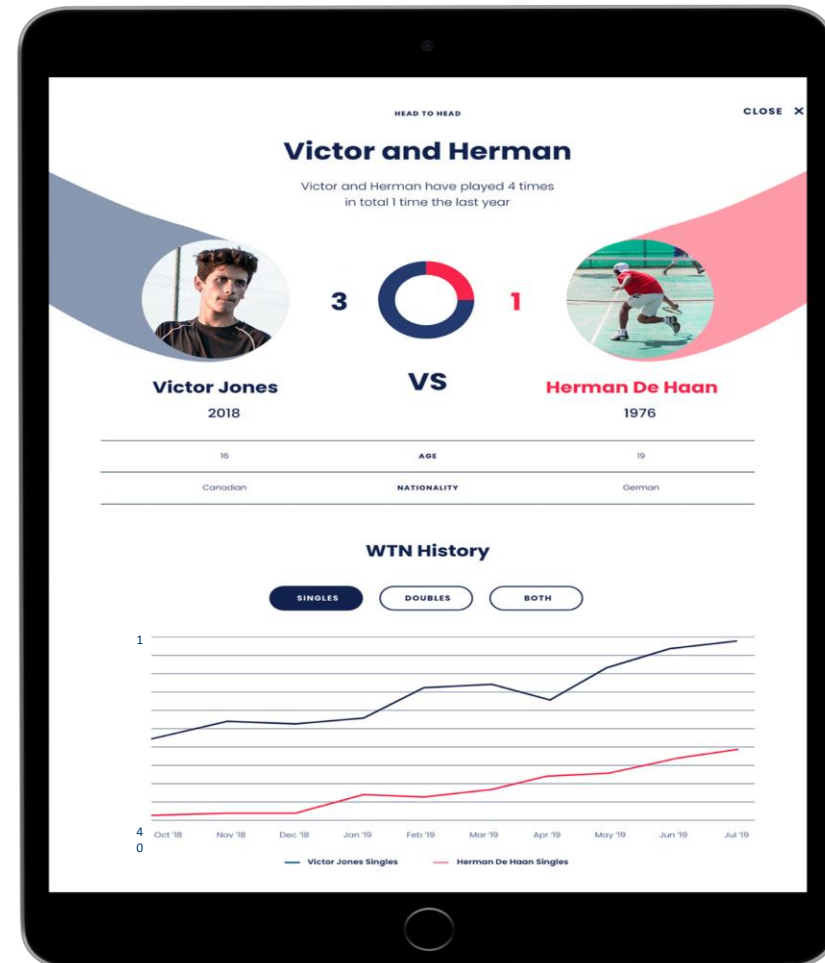 HEAD TO HEAD
CLOSE ×
Victor and Herman
Victor and Herman have played 4 times
in total 1 time the last year
3
1
VS
Victor Jones
Herman De Haan
2018
1976
16 AGE 19
Canadian NATIONALITY German
WTN History
SINGLES DOUBLES BOTH
1
4
0
Oct '18 Nov '18 Dec '18 Jan '19 Feb '19 Mar '19 Apr '19 May '19 Jun '19 Jul '19
Victor Jones Singles Herman De Haan Singles